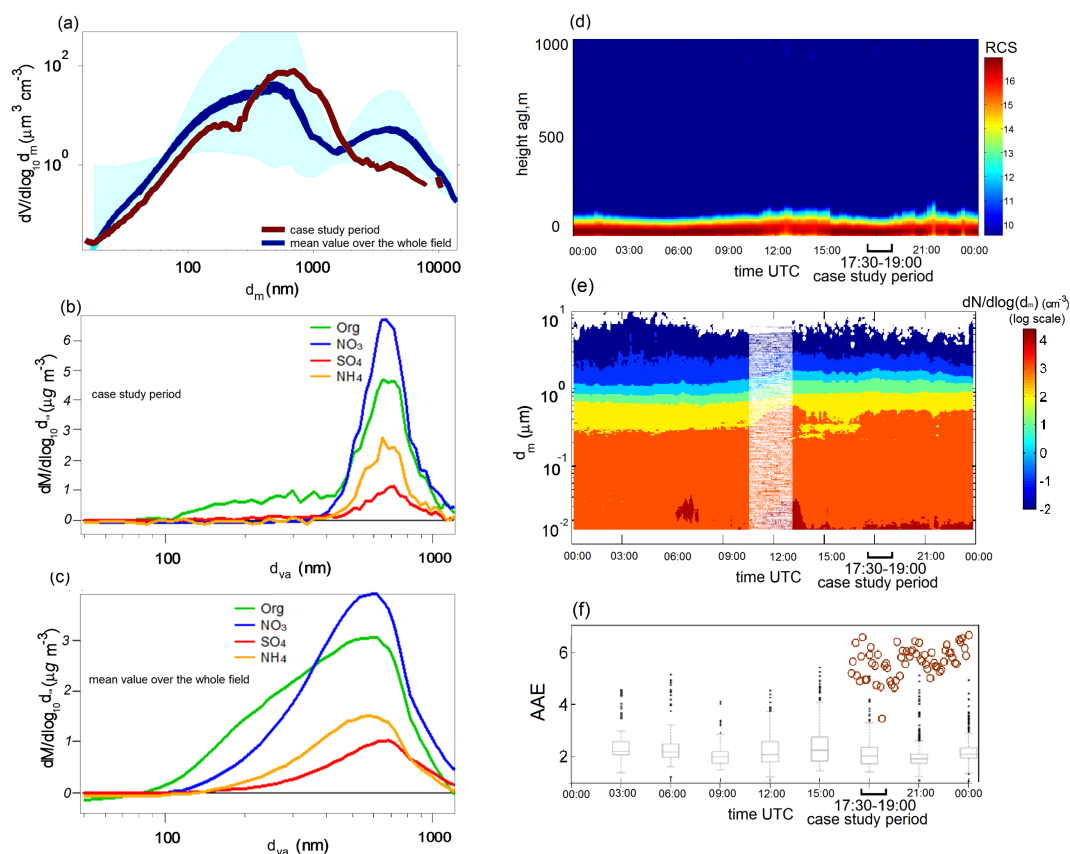 (a)
dV/dlog₁₀ dₘ (μm³ cm⁻³)
10²
10⁰
case study period
mean value over the whole field
100
1000
10000
dₘ (nm)
(b)
dM/dlog₁₀ d (μg m⁻³)
6
5
4
3
2
1
0
Org
NO₃
SO₄
NH₄
case study period
100
1000
d_va (nm)
(c)
dM/dlog₁₀ d (μg m⁻³)
3
2
1
0
Org
NO₃
SO₄
NH₄
mean value over the whole field
100
1000
d_va (nm)
(d)
height agl,m
1000
500
0
RCS
16
15
14
13
12
11
10
00:00 03:00 06:00 09:00 12:00 15:00 21:00 00:00
time UTC
17:30-19:00
case study period
(e)
dN/dlog(dₘ) (cm⁻³)
(log scale)
4
3
2
1
0
-1
-2
dₘ (μm)
10¹
10⁰
10⁻¹
10⁻²
00:00 03:00 06:00 09:00 12:00 15:00 21:00 00:00
time UTC
17:30-19:00
case study period
(f)
AAE
6
4
2
00:00 03:00 06:00 09:00 12:00 15:00 21:00 00:00
time UTC
17:30-19:00
case study period